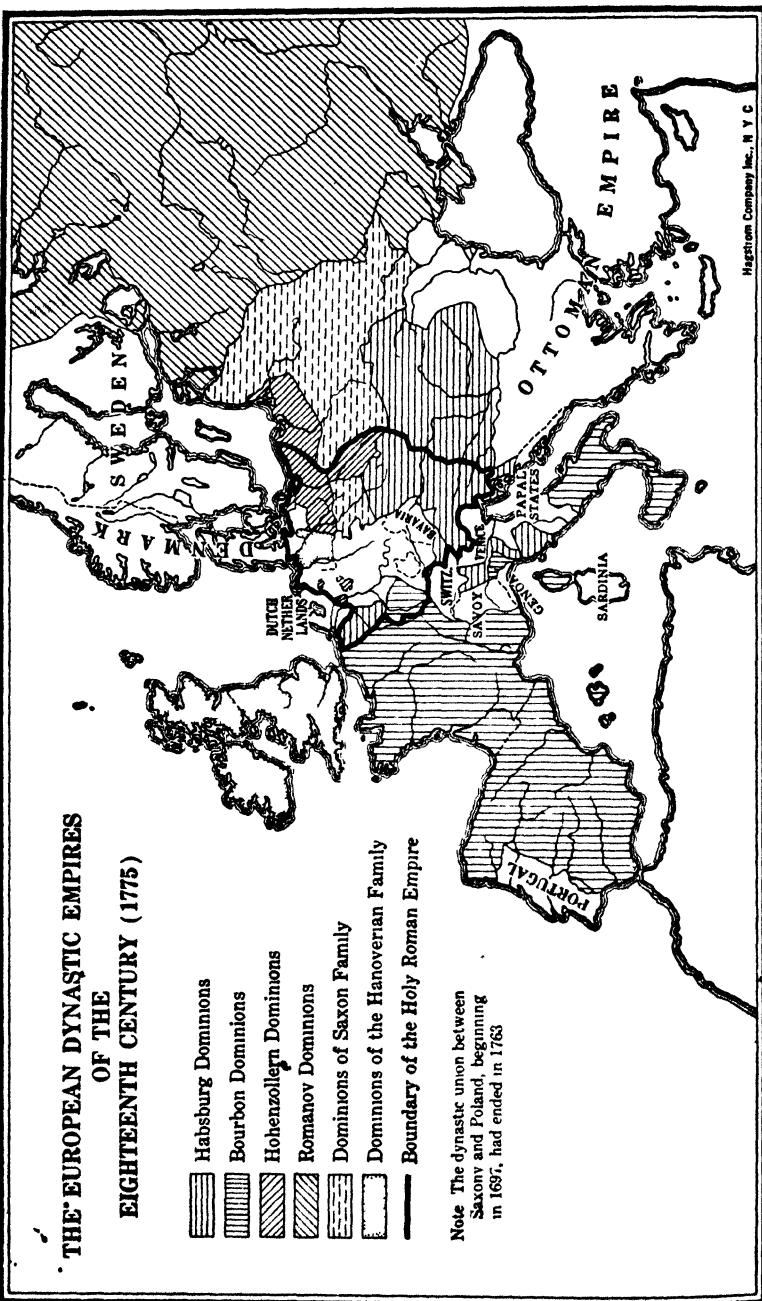 THE EUROPEAN DYNASTIC EMPIRES
OF THE
EIGHTEENTH CENTURY (1775)
Habsburg Dominions
Bourbon Dominions
Hohenzollern Dominions
Romanov Dominions
Dominions of Saxon Family
Dominions of the Hanoverian Family
Boundary of the Holy Roman Empire
Note The dynastic union between
Saxony and Poland, beginning
in 1697, had ended in 1763
SWEDEN
DENMARK
DUTCH
NETHER
LANDS
BAVARIA
SWITZ.
VENICE
SAVOY
GENOA
PAPAL
STATES
SARDINIA
PORTUGAL
OTTOMAN
EMPIRE
Hagstrom Company Inc., N Y C